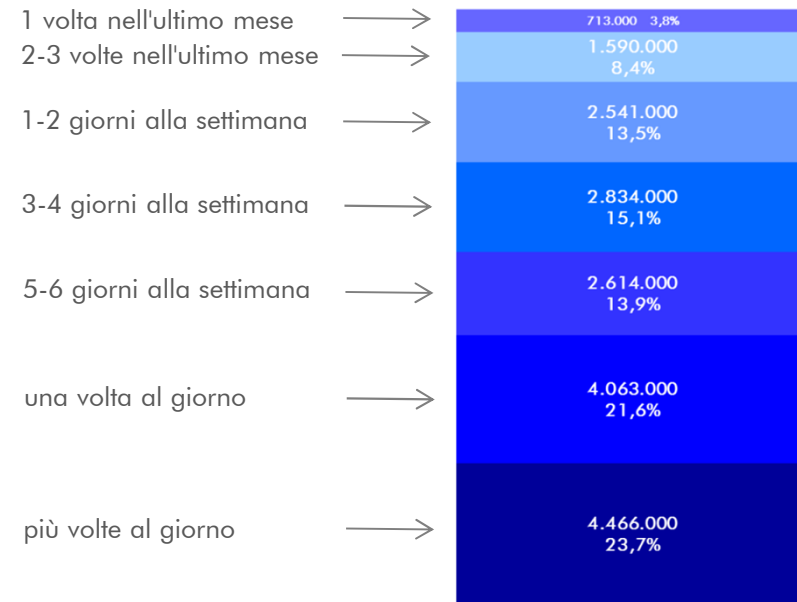 1 volta nell'ultimo mese
713.000 3,8%
2-3 volte nell'ultimo mese
1.590.000
8,4%
1-2 giorni alla settimana
2.541.000
13,5%
3-4 giorni alla settimana
2.834.000
15,1%
5-6 giorni alla settimana
2.614.000
13,9%
una volta al giorno
4.063.000
21,6%
più volte al giorno
4.466.000
23,7%